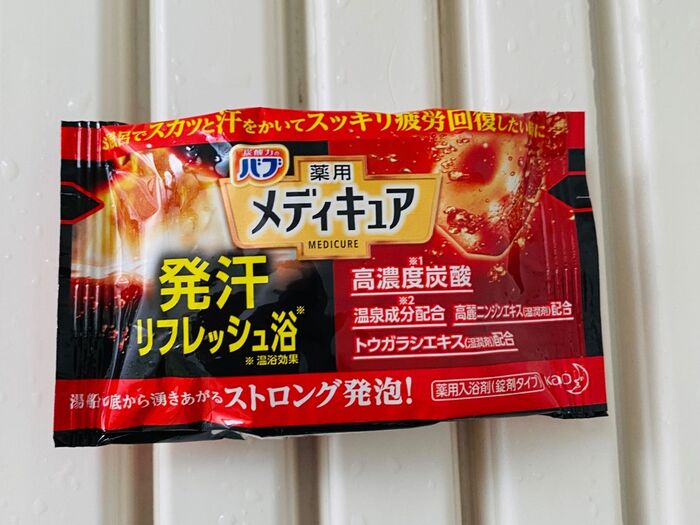 呂でスカッと汗をかいてスッキリ疲労回復したい
炭酸力の
バブ
薬用
メディキュア
MEDICURE
発汗
リフレッシュ浴※
※温浴効果
※1
高濃度炭酸
※2
温泉成分配合 高麗ニンジンエキス(湿潤剤)配合
トウガラシエキス(湿潤剤)配合
湯船の底から湧きあがるストロング発泡!
薬用入浴剤(錠剤タイプ) Kao